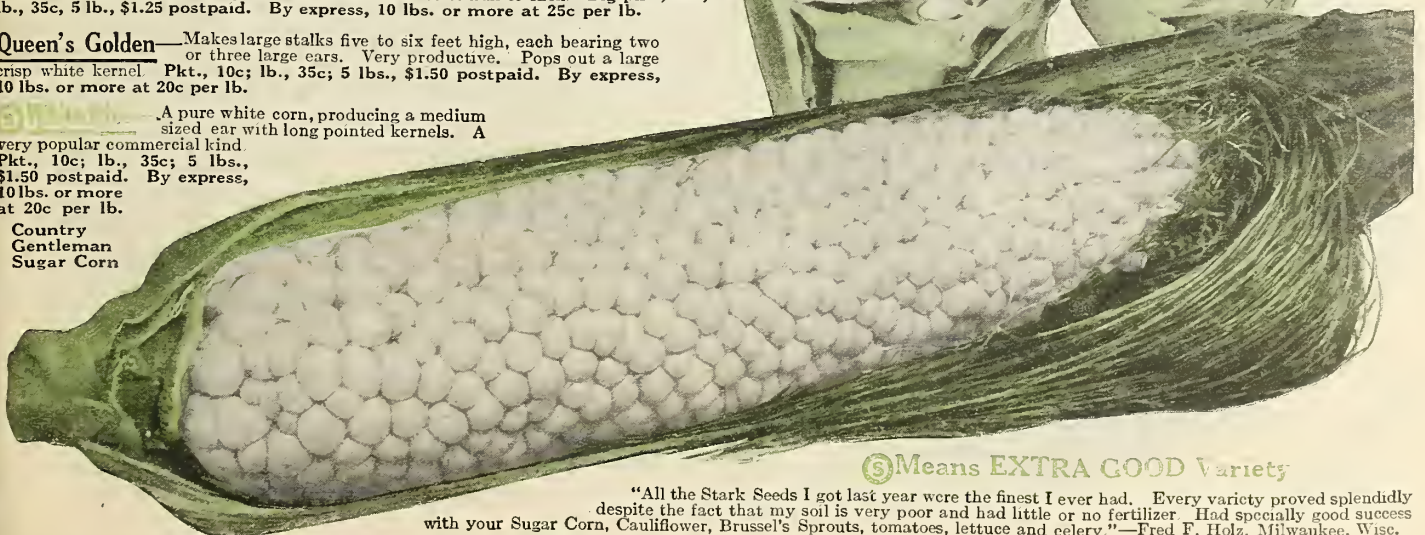 b., 35c, 5 lb., $1.25 postpaid. By express, 10 lbs. or more at 25c per lb.
Queen's Golden—Makes large stalks five to six feet high, each bearing two
or three large ears. Very productive. Pops out a large
crisp white kernel. Pkt., 10c; lb., 35c; 5 lbs., $1.50 postpaid. By express,
10 lbs. or more at 20c per lb.
A pure white corn, producing a medium
sized ear with long pointed kernels. A
very popular commercial kind.
Pkt., 10c; lb., 35c; 5 lbs.,
$1.50 postpaid. By express,
10 lbs. or more
at 20c per lb.
Country
Gentleman
Sugar Corn
Ⓢ Means EXTRA GOOD Variety
"All the Stark Seeds I got last year were the finest I ever had. Every variety proved splendidly
despite the fact that my soil is very poor and had little or no fertilizer. Had specially good success
with your Sugar Corn, Cauliflower, Brussel's Sprouts, tomatoes, lettuce and celery."—Fred F. Holz, Milwaukee, Wisc.